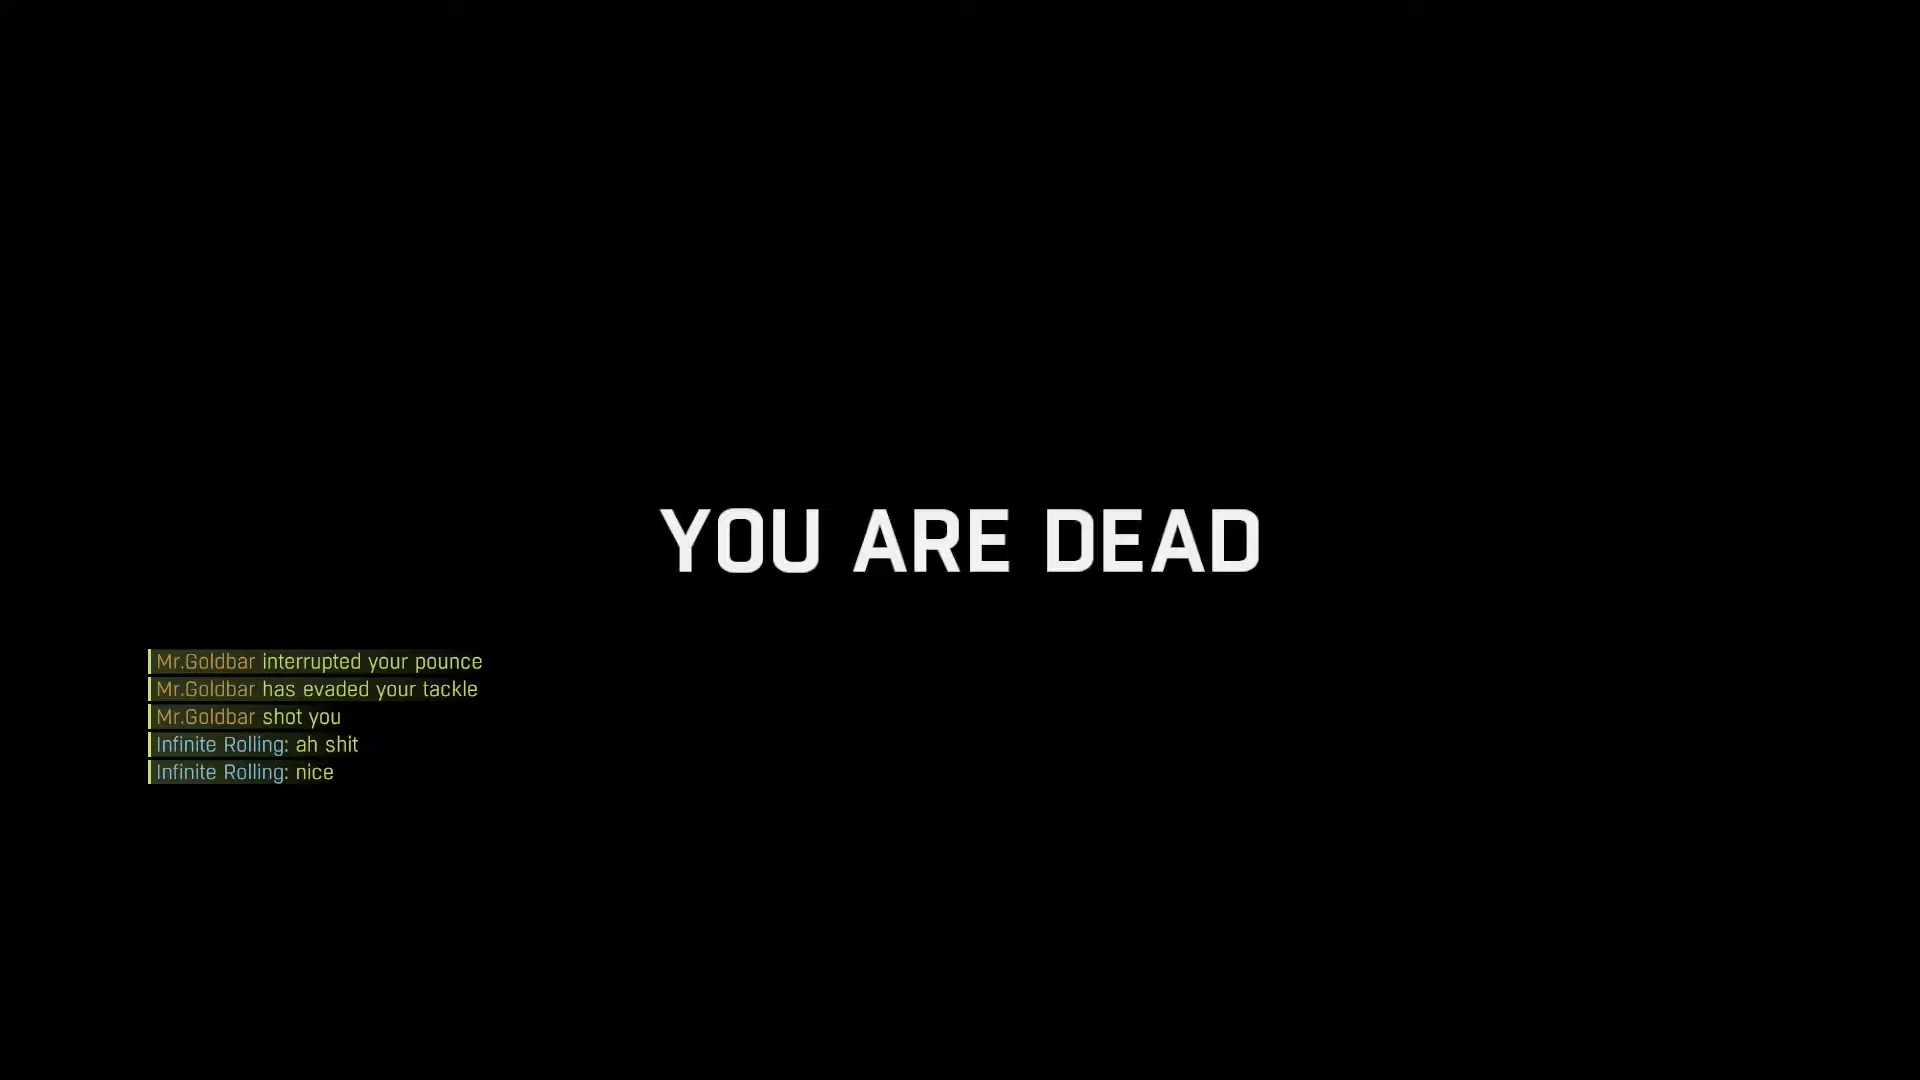 YOU ARE DEAD
Mr.Goldbar interrupted your pounce
Mr.Goldbar has evaded your tackle
Mr.Goldbar shot you
Infinite Rolling: ah shit
Infinite Rolling: nice